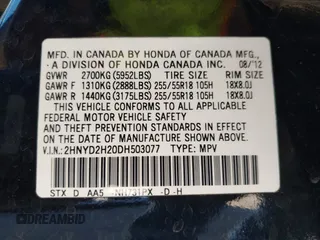 MFD. IN CANADA BY HONDA OF CANADA MFG.,
- A DIVISION OF HONDA CANADA INC. 08/'12
GVWR 2700KG (5952LBS) TIRE SIZE RIM SIZE
GAWR F 1310KG (2888LBS) 255/55R18 105H 18X8.0J
GAWR R 1440KG (3175LBS) 255/55R18 105H 18X8.0J
THIS VEHICLE CONFORMS TO ALL APPLICABLE
FEDERAL MOTOR VEHICLE SAFETY STANDARDS IN
EFFECT ON THE DATE OF MANUFACTURE SHOWN ABOVE.
V.I.N.: 2HNYD2H20DH503077 TYPE: MPV
STX D AA5 NH731PX -D -H
DREAMBID